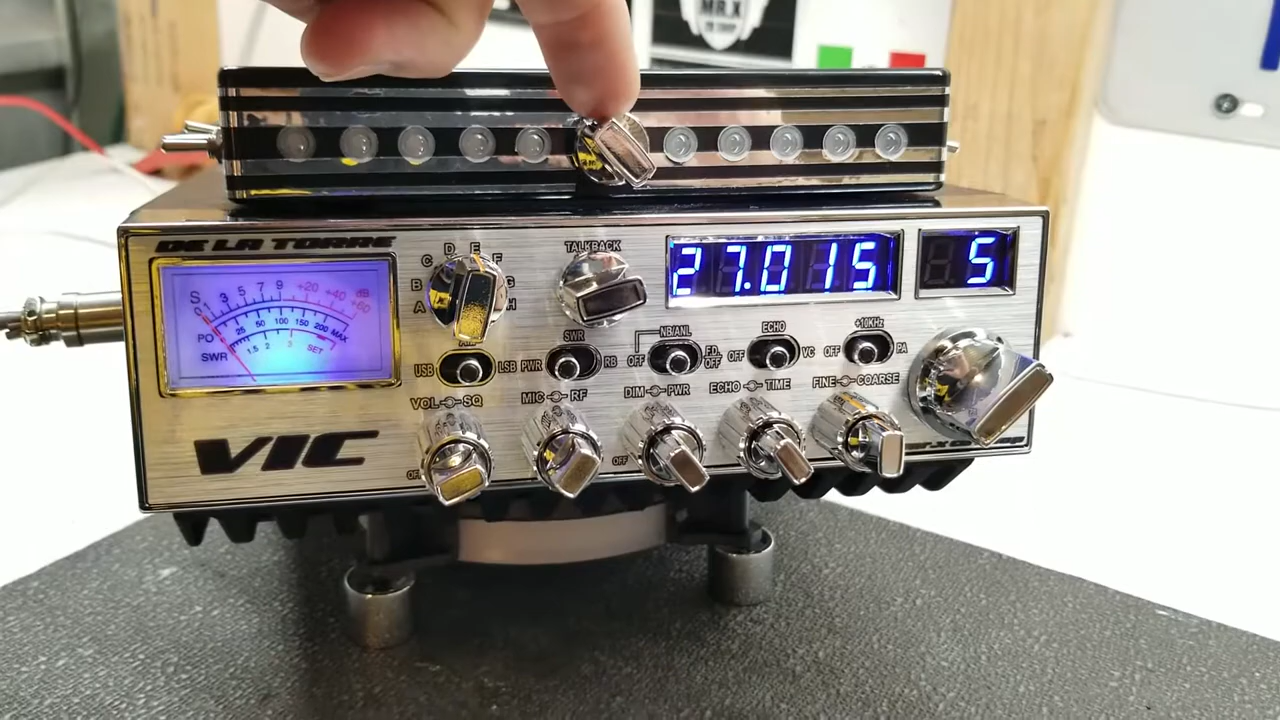 MR.X
DE LA TORRE
S 1 3 5 7 9 +20 +40 +60 dB
0
PO 25 50 100 150 200 MAX
SWR 1.5 2 3 SET
VIC
A B C D E F G H
TALKBACK
27.015
5
USB AM LSB
SWR
PWR RB
NB/ANL
OFF F.D. OFF
ECHO
OFF VC
+10KHz
OFF PA
VOL SQ
MIC RF
DIM PWR
ECHO TIME
FINE COARSE
OFF
OFF